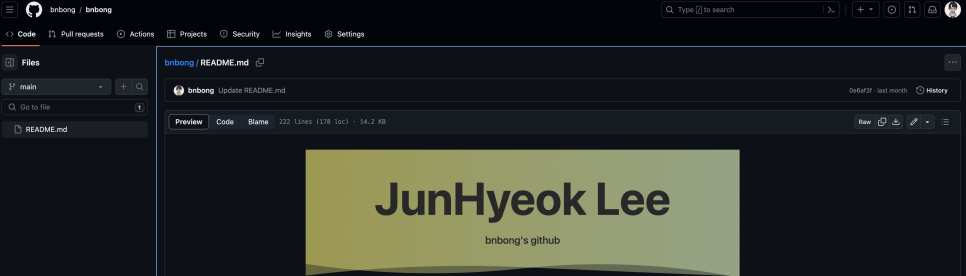 bnbong / bnbong
Type / to search
Code Pull requests Actions Projects Security Insights Settings
Files
bnbong / README.md
main
bnbong Update README.md
0e6af3f · last month History
Go to file t
Preview Code Blame 222 lines (178 loc) · 14.2 KB
Raw
README.md
JunHyeok Lee
bnbong's github